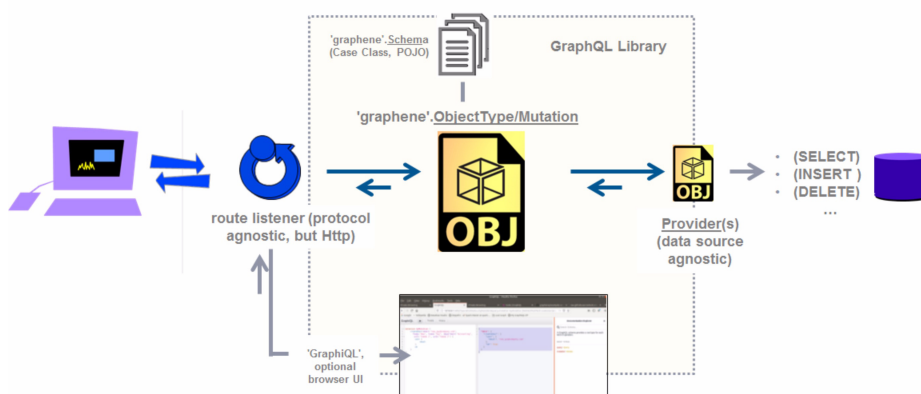 'graphene'.Schema
(Case Class, POJO)
GraphQL Library
'graphene'.ObjectType/Mutation
OBJ
OBJ
• (SELECT)
• (INSERT )
• (DELETE)
...
route listener (protocol
agnostic, but Http)
Provider(s)
(data source
agnostic)
'GraphiQL',
optional
browser UI